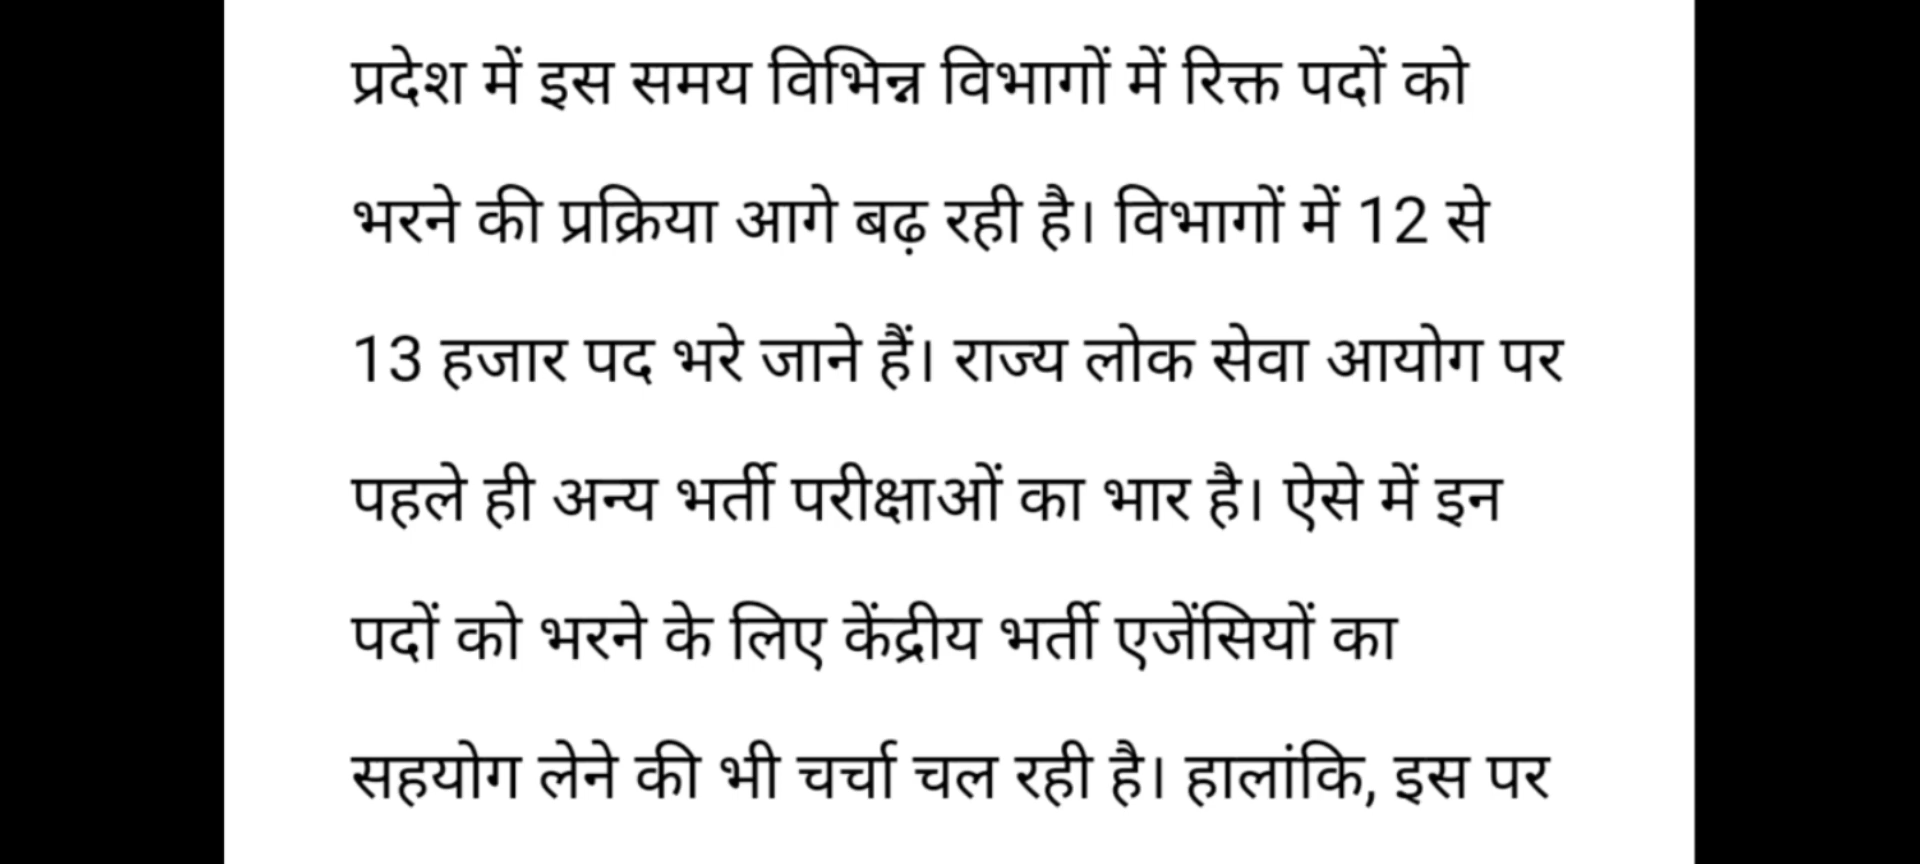 प्रदेश में इस समय विभिन्न विभागों में रिक्त पदों को
भरने की प्रक्रिया आगे बढ़ रही है। विभागों में 12 से
13 हजार पद भरे जाने हैं। राज्य लोक सेवा आयोग पर
पहले ही अन्य भर्ती परीक्षाओं का भार है। ऐसे में इन
पदों को भरने के लिए केंद्रीय भर्ती एजेंसियों का
सहयोग लेने की भी चर्चा चल रही है। हालांकि, इस पर